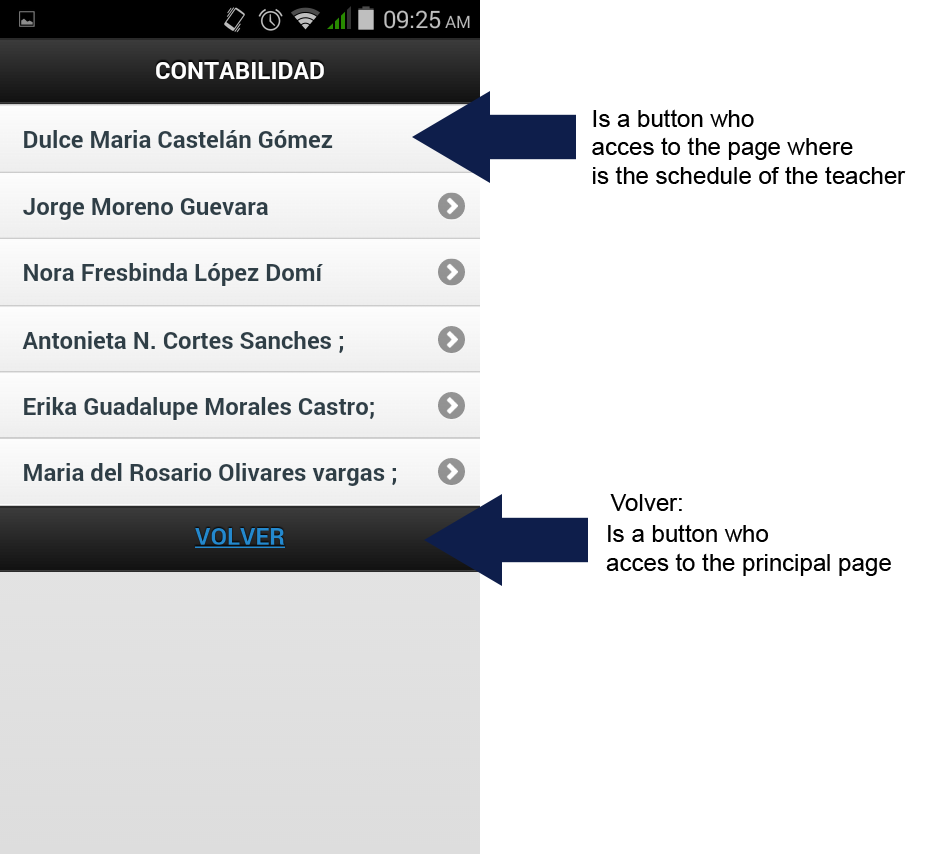 09:25 AM
CONTABILIDAD
Dulce Maria Castelán Gómez
Is a button who
acces to the page where
is the schedule of the teacher
Jorge Moreno Guevara
Nora Fresbinda López Domí
Antonieta N. Cortes Sanches ;
Erika Guadalupe Morales Castro;
Maria del Rosario Olivares vargas ;
VOLVER
Volver:
Is a button who
acces to the principal page